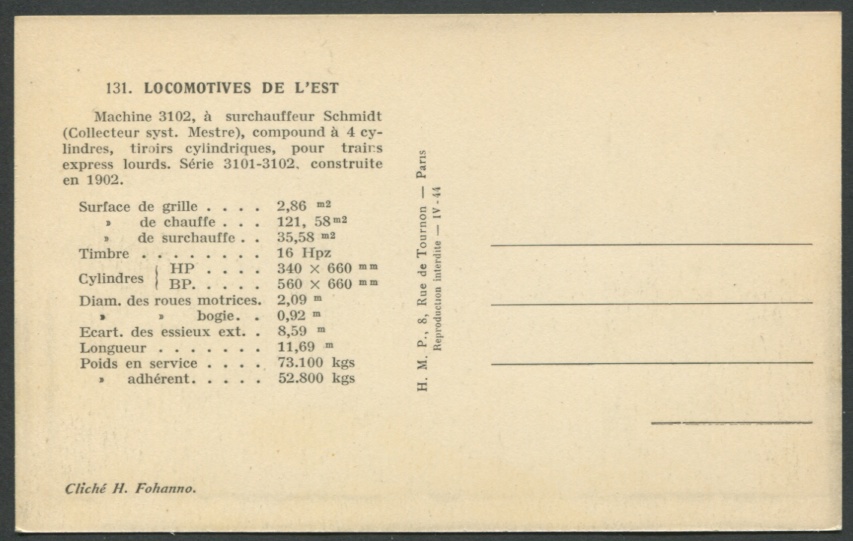 131. LOCOMOTIVES DE L'EST
Machine 3102, à surchauffeur Schmidt
(Collecteur syst. Mestre), compound à 4 cy-
lindres, tiroirs cylindriques, pour trains
express lourds. Série 3101-3102. construite
en 1902.
Surface de grille . . . . 2,86 m2
» de chauffe . . . 121, 58 m2
» de surchauffe . . 35,58 m2
Timbre . . . . . . . . 16 Hpz
Cylindres { HP . . . . 340 × 660 mm
BP. . . . . 560 × 660 mm
Diam. des roues motrices. 2,09 m
» » bogie. . 0,92 m
Ecart. des essieux ext. . 8,59 m
Longueur . . . . . . . 11,69 m
Poids en service . . . . 73.100 kgs
» adhérent. . . . . 52.800 kgs
Cliché H. Fohanno.
H. M. P., 8, Rue de Tournon — Paris
Reproduction interdite — IV-44